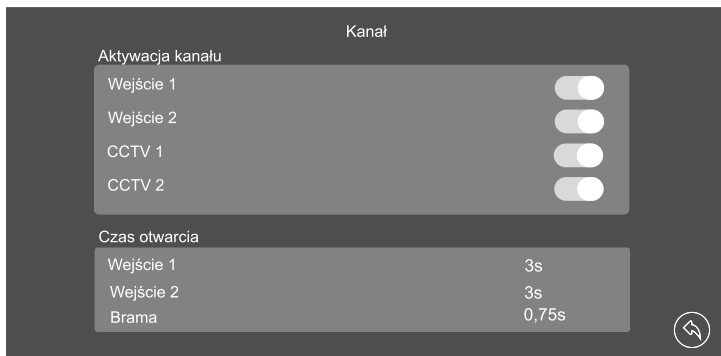 Kanał
Aktywacja kanału
Wejście 1
Wejście 2
CCTV 1
CCTV 2
Czas otwarcia
Wejście 1 3s
Wejście 2 3s
Brama 0,75s